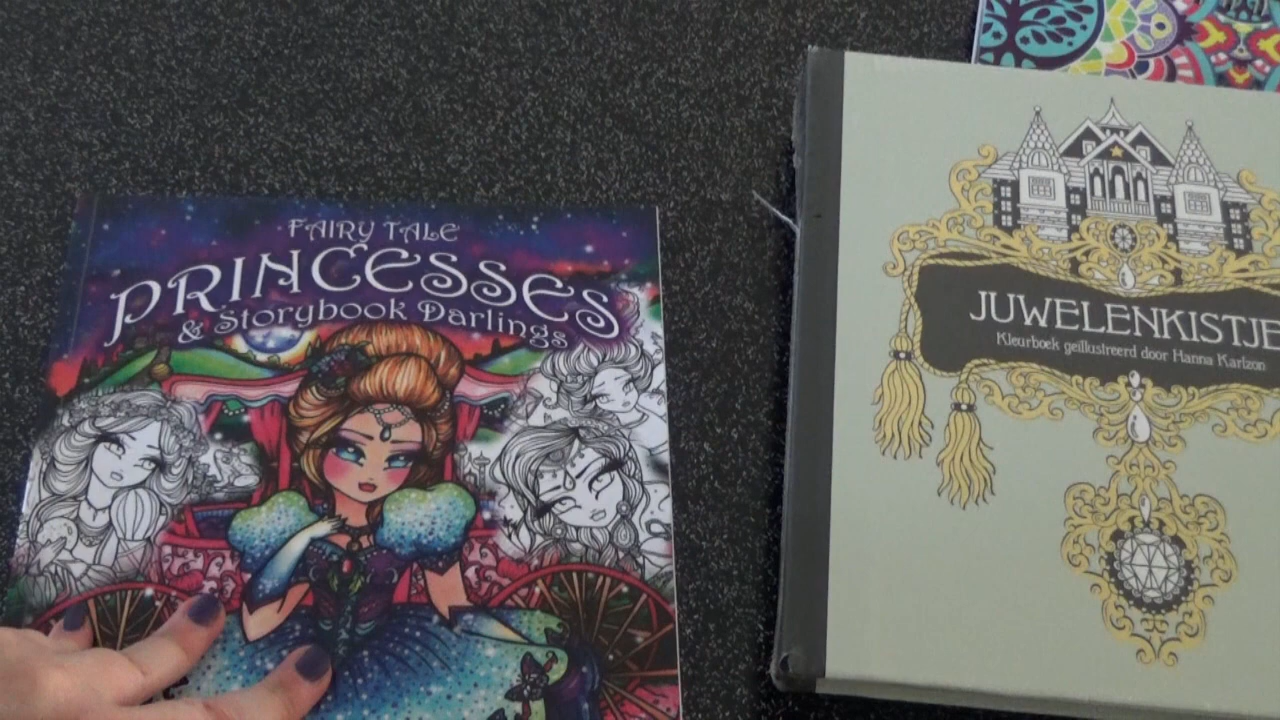 FAIRY TALE
PRINCESSES
& Storybook Darlings
JUWELENKISTJE
Kleurboek geïllustreerd door Hanna Karlzon